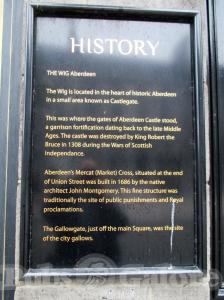 HISTORY
THE WIG Aberdeen
The Wig is located in the heart of historic Aberdeen
in a small area known as Castlegate.
This was where the gates of Aberdeen Castle stood,
a garrison fortification dating back to the late Middle
Ages. The castle was destroyed by King Robert the
Bruce in 1308 during the Wars of Scottish
Independance.
Aberdeen's Mercat (Market) Cross, situated at the end
of Union Street was built in 1686 by the native
architect John Montgomery. This fine structure was
traditionally the site of public punishments and Royal
proclamations.
The Gallowgate, just off the main Square, was the site
of the city gallows.